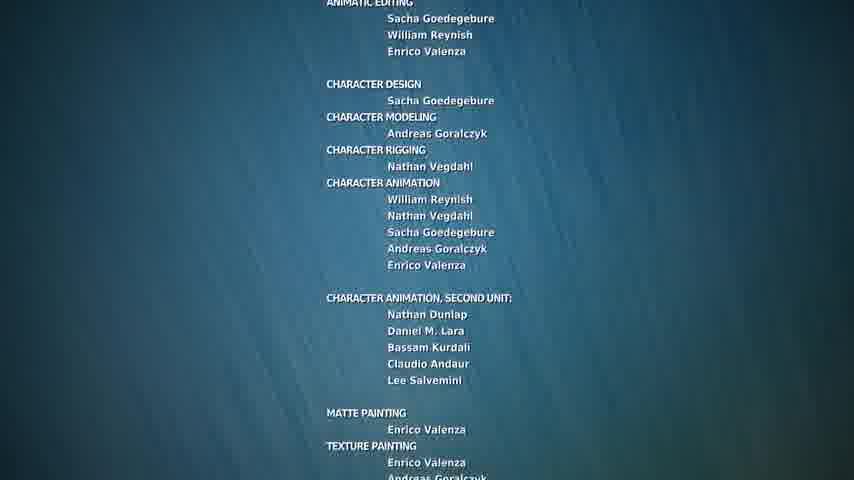 ANIMATIC EDITING
Sacha Goedegebure
William Reynish
Enrico Valenza
CHARACTER DESIGN
Sacha Goedegebure
CHARACTER MODELING
Andreas Goralczyk
CHARACTER RIGGING
Nathan Vegdahl
CHARACTER ANIMATION
William Reynish
Nathan Vegdahl
Sacha Goedegebure
Andreas Goralczyk
Enrico Valenza
CHARACTER ANIMATION, SECOND UNIT:
Nathan Dunlap
Daniel M. Lara
Bassam Kurdali
Claudio Andaur
Lee Salvemini
MATTE PAINTING
Enrico Valenza
TEXTURE PAINTING
Enrico Valenza
Andreas Goralczyk